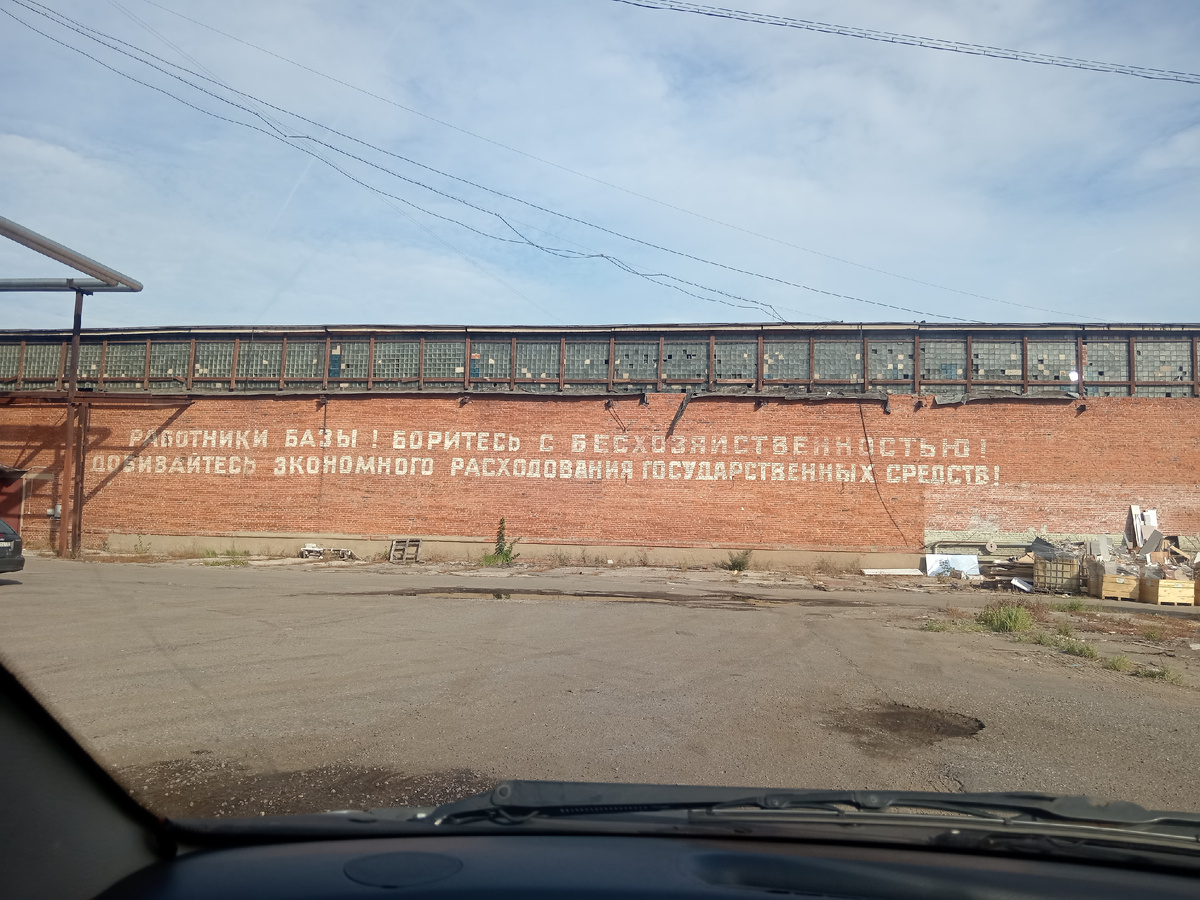 РАБОТНИКИ БАЗЫ! БОРИТЕСЬ С БЕСХОЗЯЙСТВЕННОСТЬЮ!
ДОБИВАЙТЕСЬ ЭКОНОМНОГО РАСХОДОВАНИЯ ГОСУДАРСТВЕННЫХ СРЕДСТВ!